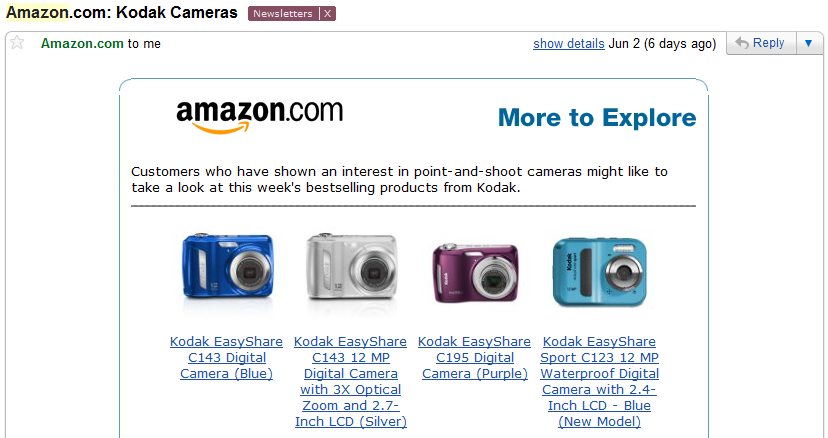 Amazon.com: Kodak Cameras Newsletters X
Amazon.com to me show details Jun 2 (6 days ago) Reply
amazon.com More to Explore
Customers who have shown an interest in point-and-shoot cameras might like to
take a look at this week's bestselling products from Kodak.
Kodak EasyShare
C143 Digital
Camera (Blue)
Kodak EasyShare
C143 12 MP
Digital Camera
with 3X Optical
Zoom and 2.7-
Inch LCD (Silver)
Kodak EasyShare
C195 Digital
Camera (Purple)
Kodak EasyShare
Sport C123 12 MP
Waterproof Digital
Camera with 2.4-
Inch LCD - Blue
(New Model)